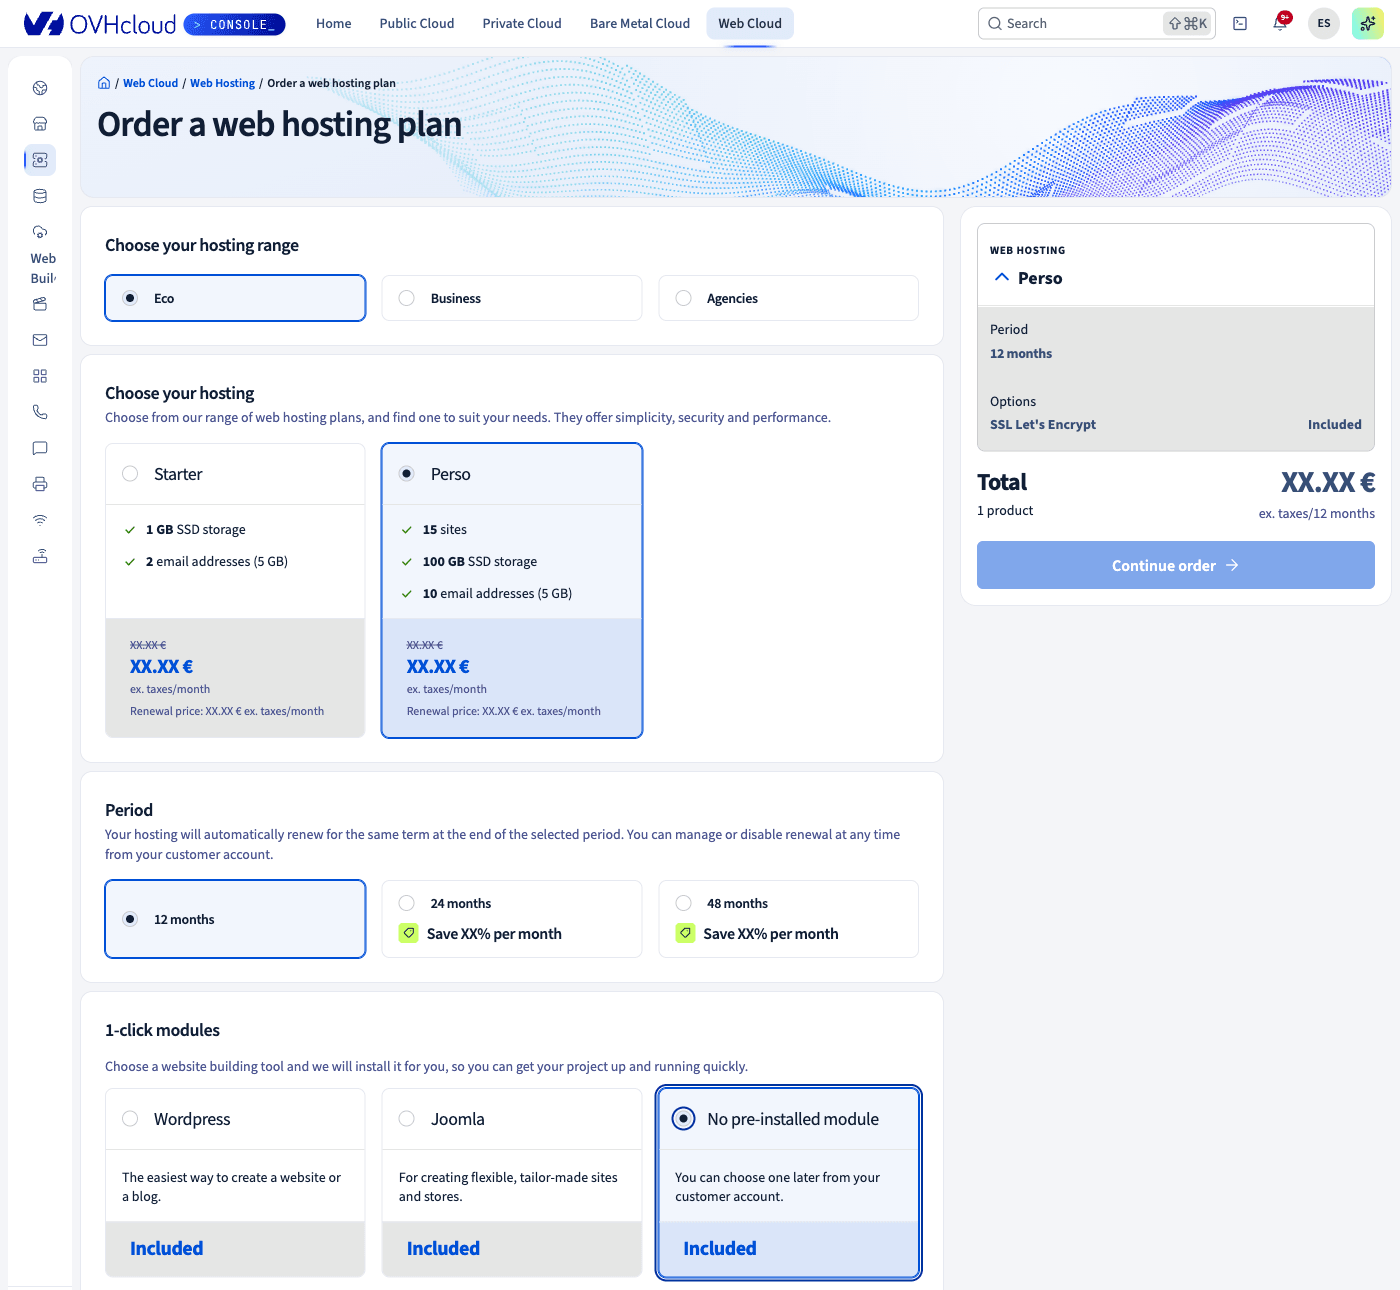 OVHcloud > CONSOLE_
Home
Public Cloud
Private Cloud
Bare Metal Cloud
Web Cloud
Search
⇧⌘K
9+
ES
/ Web Cloud / Web Hosting / Order a web hosting plan
Order a web hosting plan
Web
Buil
Choose your hosting range
Eco
Business
Agencies
Choose your hosting
Choose from our range of web hosting plans, and find one to suit your needs. They offer simplicity, security and performance.
Starter
1 GB SSD storage
2 email addresses (5 GB)
XX.XX €
XX.XX €
ex. taxes/month
Renewal price: XX.XX € ex. taxes/month
Perso
15 sites
100 GB SSD storage
10 email addresses (5 GB)
XX.XX €
XX.XX €
ex. taxes/month
Renewal price: XX.XX € ex. taxes/month
Period
Your hosting will automatically renew for the same term at the end of the selected period. You can manage or disable renewal at any time
from your customer account.
12 months
24 months
Save XX% per month
48 months
Save XX% per month
1-click modules
Choose a website building tool and we will install it for you, so you can get your project up and running quickly.
Wordpress
The easiest way to create a website or
a blog.
Included
Joomla
For creating flexible, tailor-made sites
and stores.
Included
No pre-installed module
You can choose one later from your
customer account.
Included
WEB HOSTING
Perso
Period
12 months
Options
SSL Let's Encrypt
Included
Total
XX.XX €
1 product
ex. taxes/12 months
Continue order →